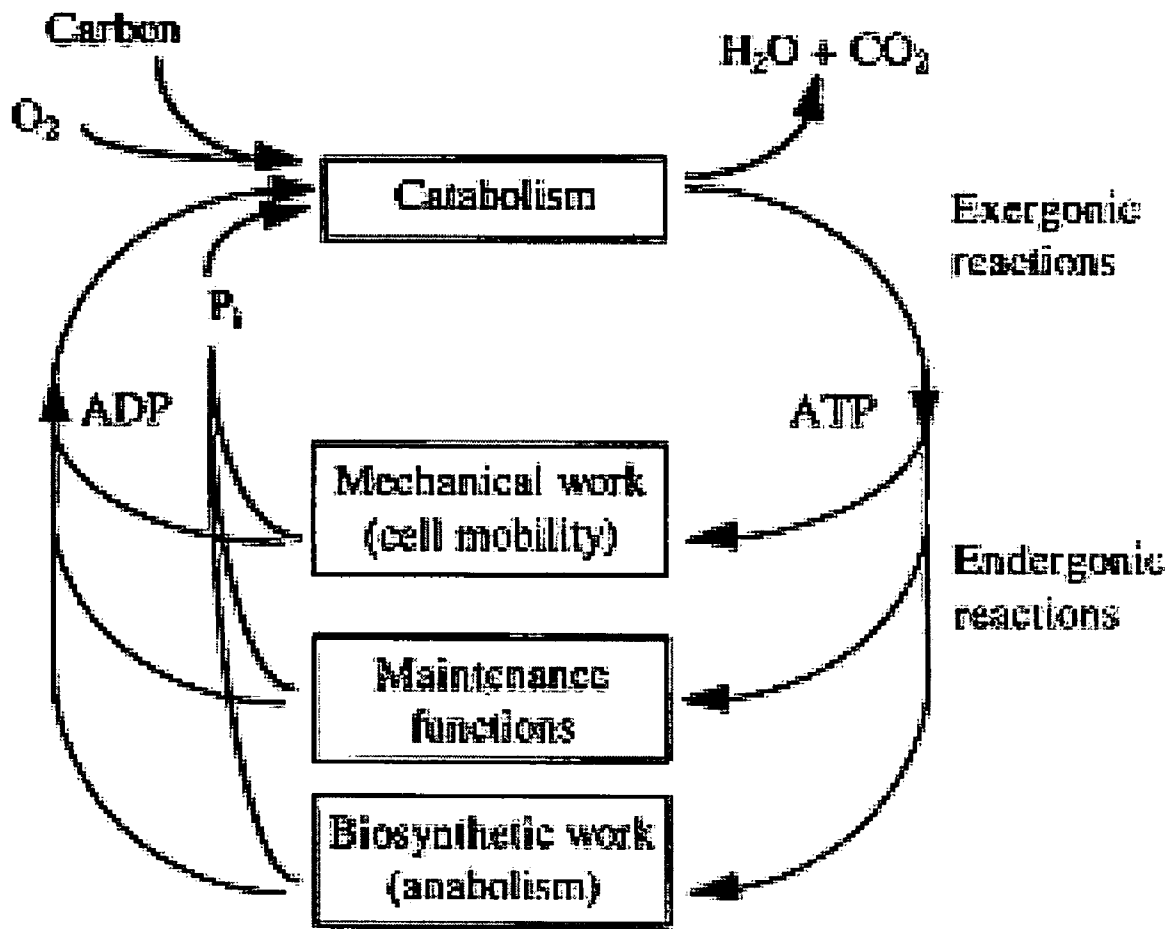 Carbon
H₂O + CO₂
O₂
Catabolism
Exergonic
reactions
Pᵢ
ADP
ATP
Mechanical work
(cell mobility)
Endergonic
reactions
Maintenance
functions
Biosynthetic work
(anabolism)